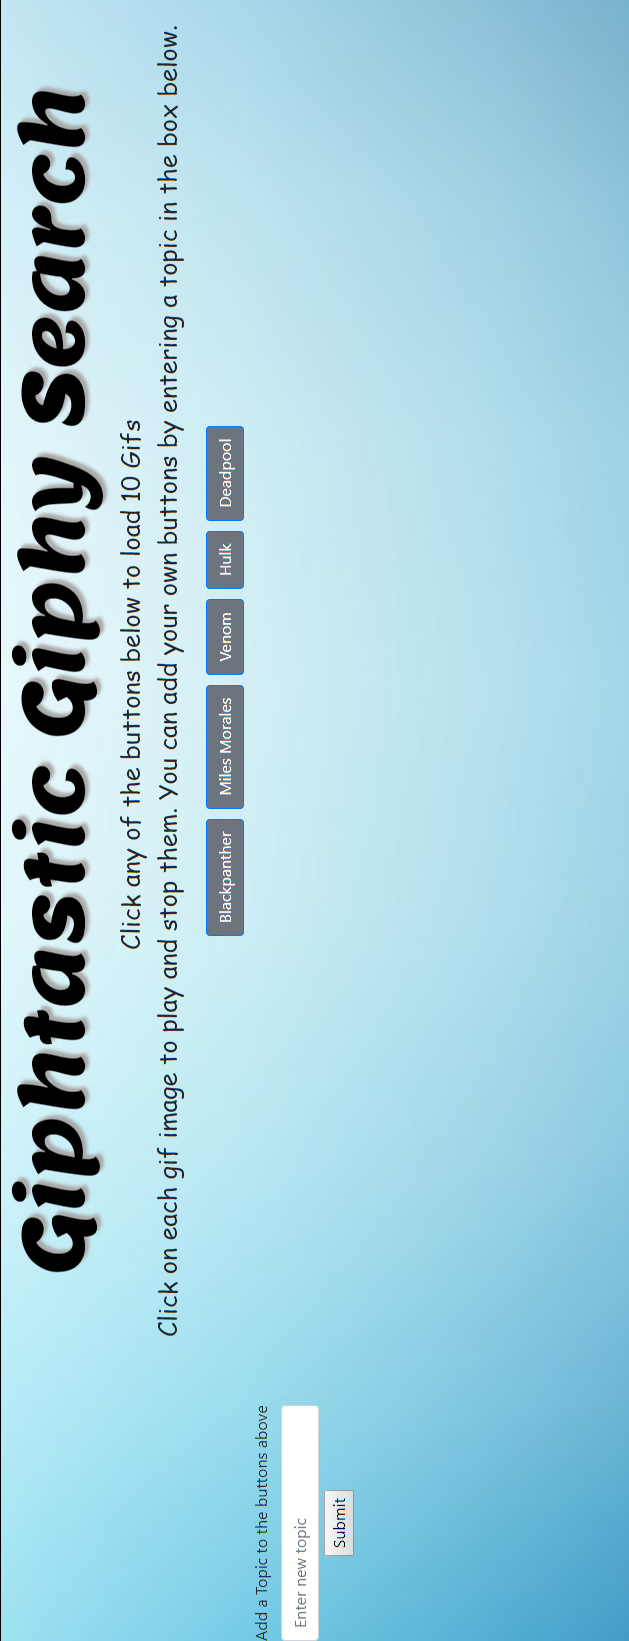 Giphtastic Giphy Search
Click any of the buttons below to load 10 Gifs
Click on each gif image to play and stop them. You can add your own buttons by entering a topic in the box below.
Blackpanther Miles Morales Venom Hulk Deadpool
Add a Topic to the buttons above
Enter new topic
Submit